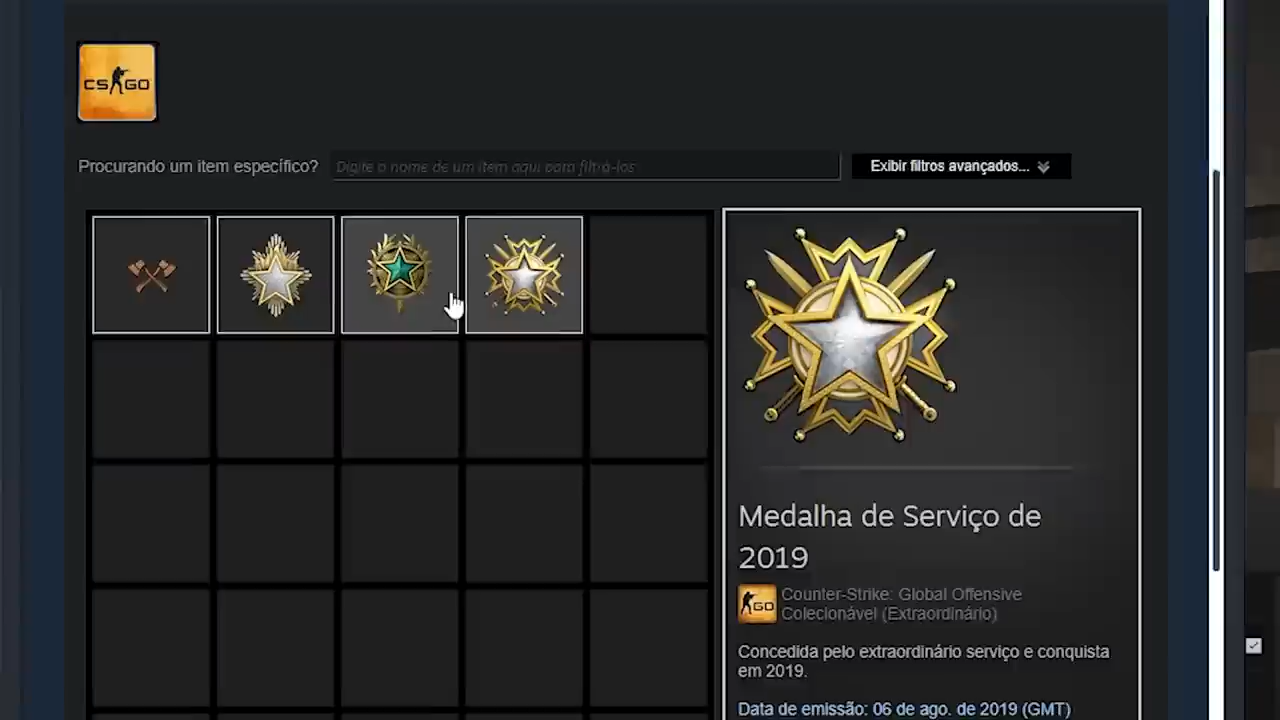 CS GO
Procurando um item específico?
Digite o nome de um item aqui para filtrá-los
Exibir filtros avançados...
Medalha de Serviço de
2019
GO
Counter-Strike: Global Offensive
Colecionável (Extraordinário)
Concedida pelo extraordinário serviço e conquista
em 2019.
Data de emissão: 06 de ago. de 2019 (GMT)